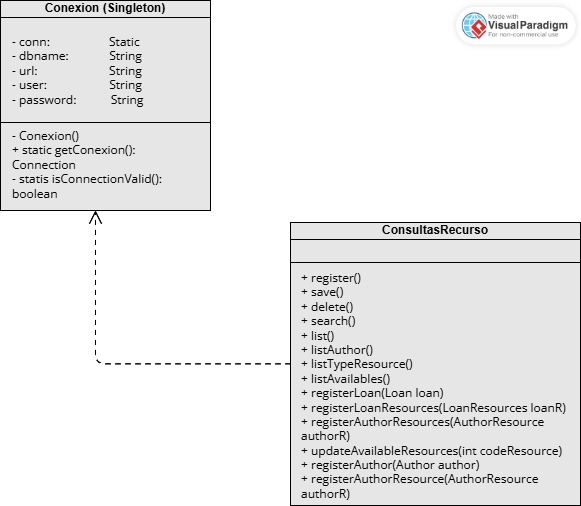 Conexion (Singleton)
- conn: Static
- dbname: String
- url: String
- user: String
- password: String
- Conexion()
+ static getConexion():
Connection
- statis isConnectionValid():
boolean
Made with
VisualParadigm
For non-commercial use
ConsultasRecurso
+ register()
+ save()
+ delete()
+ search()
+ list()
+ listAuthor()
+ listTypeResource()
+ listAvailables()
+ registerLoan(Loan loan)
+ registerLoanResources(LoanResources loanR)
+ registerAuthorResources(AuthorResource
authorR)
+ updateAvailableResources(int codeResource)
+ registerAuthor(Author author)
+ registerAuthorResource(AuthorResource
authorR)